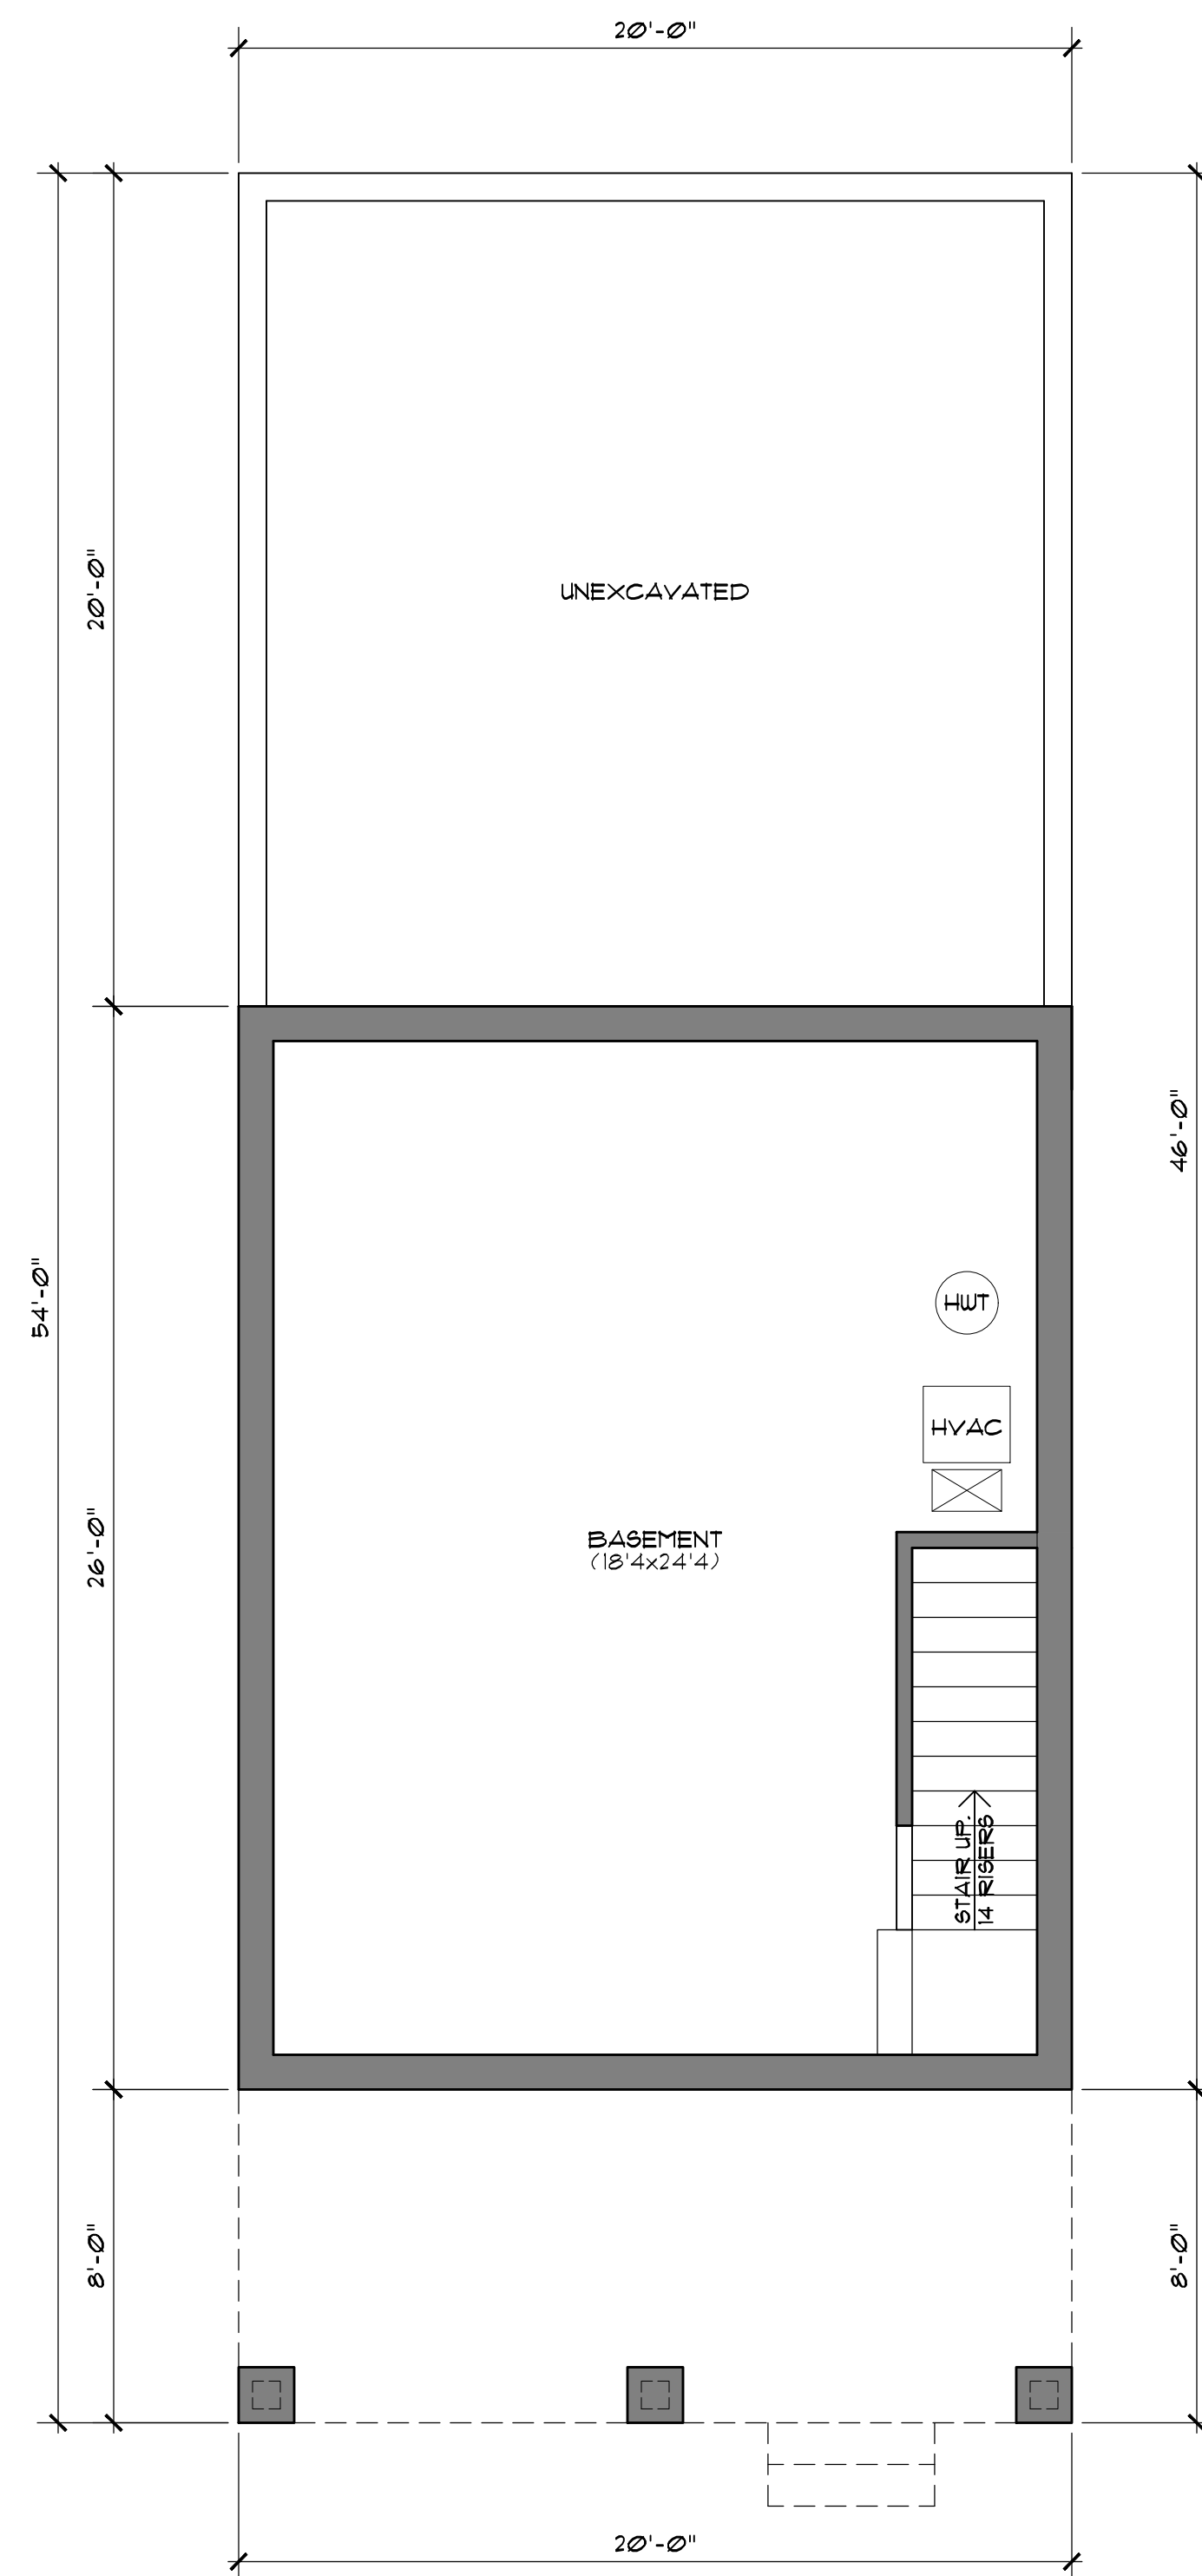 20'-0"
20'-0"
UNEXCAVATED
46'-0"
54'-0"
HWT
HVAC
26'-0"
BASEMENT
(18'4x24'4)
STAIR UP.
14 RISERS
8'-0"
8'-0"
20'-0"